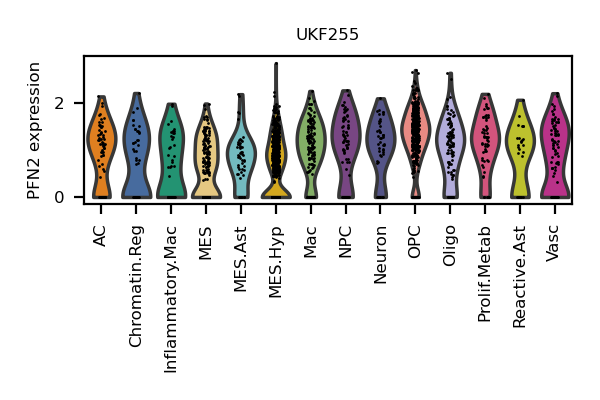 UKF255
PFN2 expression
2
0
AC
Chromatin.Reg
Inflammatory.Mac
MES
MES.Ast
MES.Hyp
Mac
NPC
Neuron
OPC
Oligo
Prolif.Metab
Reactive.Ast
Vasc